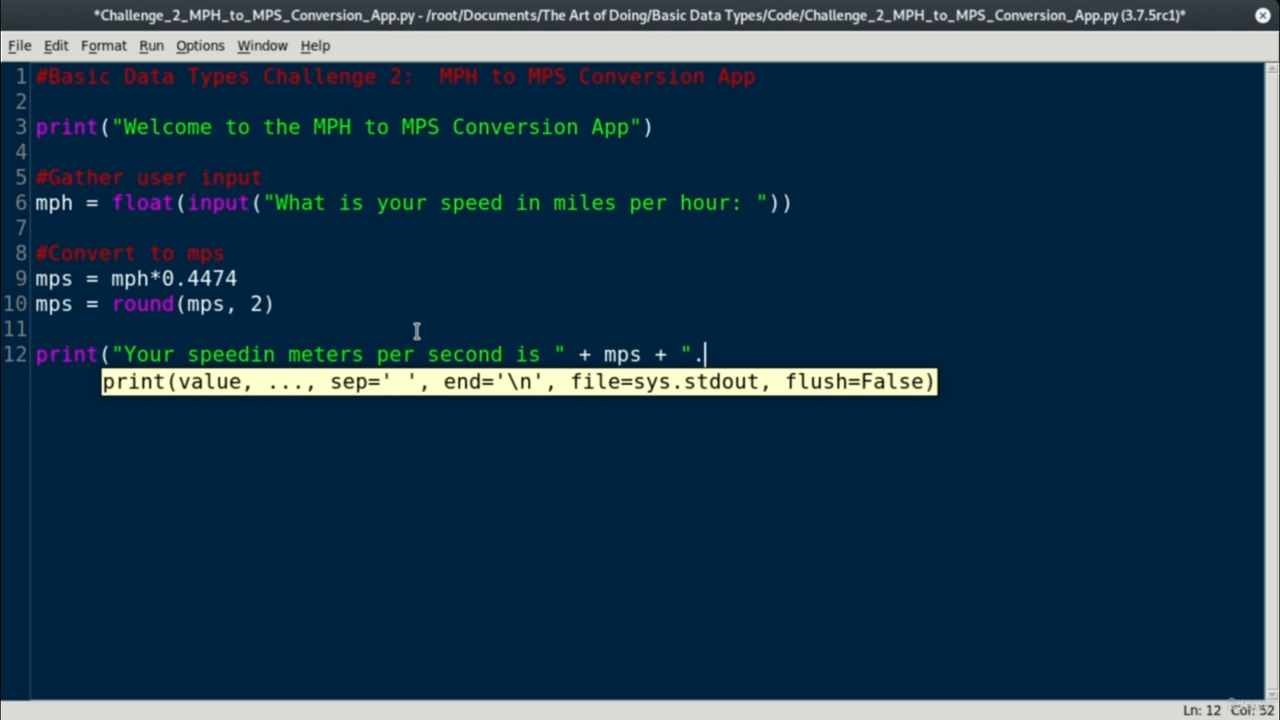 *Challenge_2_MPH_to_MPS_Conversion_App.py - /root/Documents/The Art of Doing/Basic Data Types/Code/Challenge_2_MPH_to_MPS_Conversion_App.py (3.7.5rc1)*
File Edit Format Run Options Window Help
1 #Basic Data Types Challenge 2:  MPH to MPS Conversion App
2
3 print("Welcome to the MPH to MPS Conversion App")
4
5 #Gather user input
6 mph = float(input("What is your speed in miles per hour: "))
7
8 #Convert to mps
9 mps = mph*0.4474
10 mps = round(mps, 2)
11
12 print("Your speedin meters per second is " + mps + ".
print(value, ..., sep=' ', end='\n', file=sys.stdout, flush=False)
Ln: 12 Col: 52